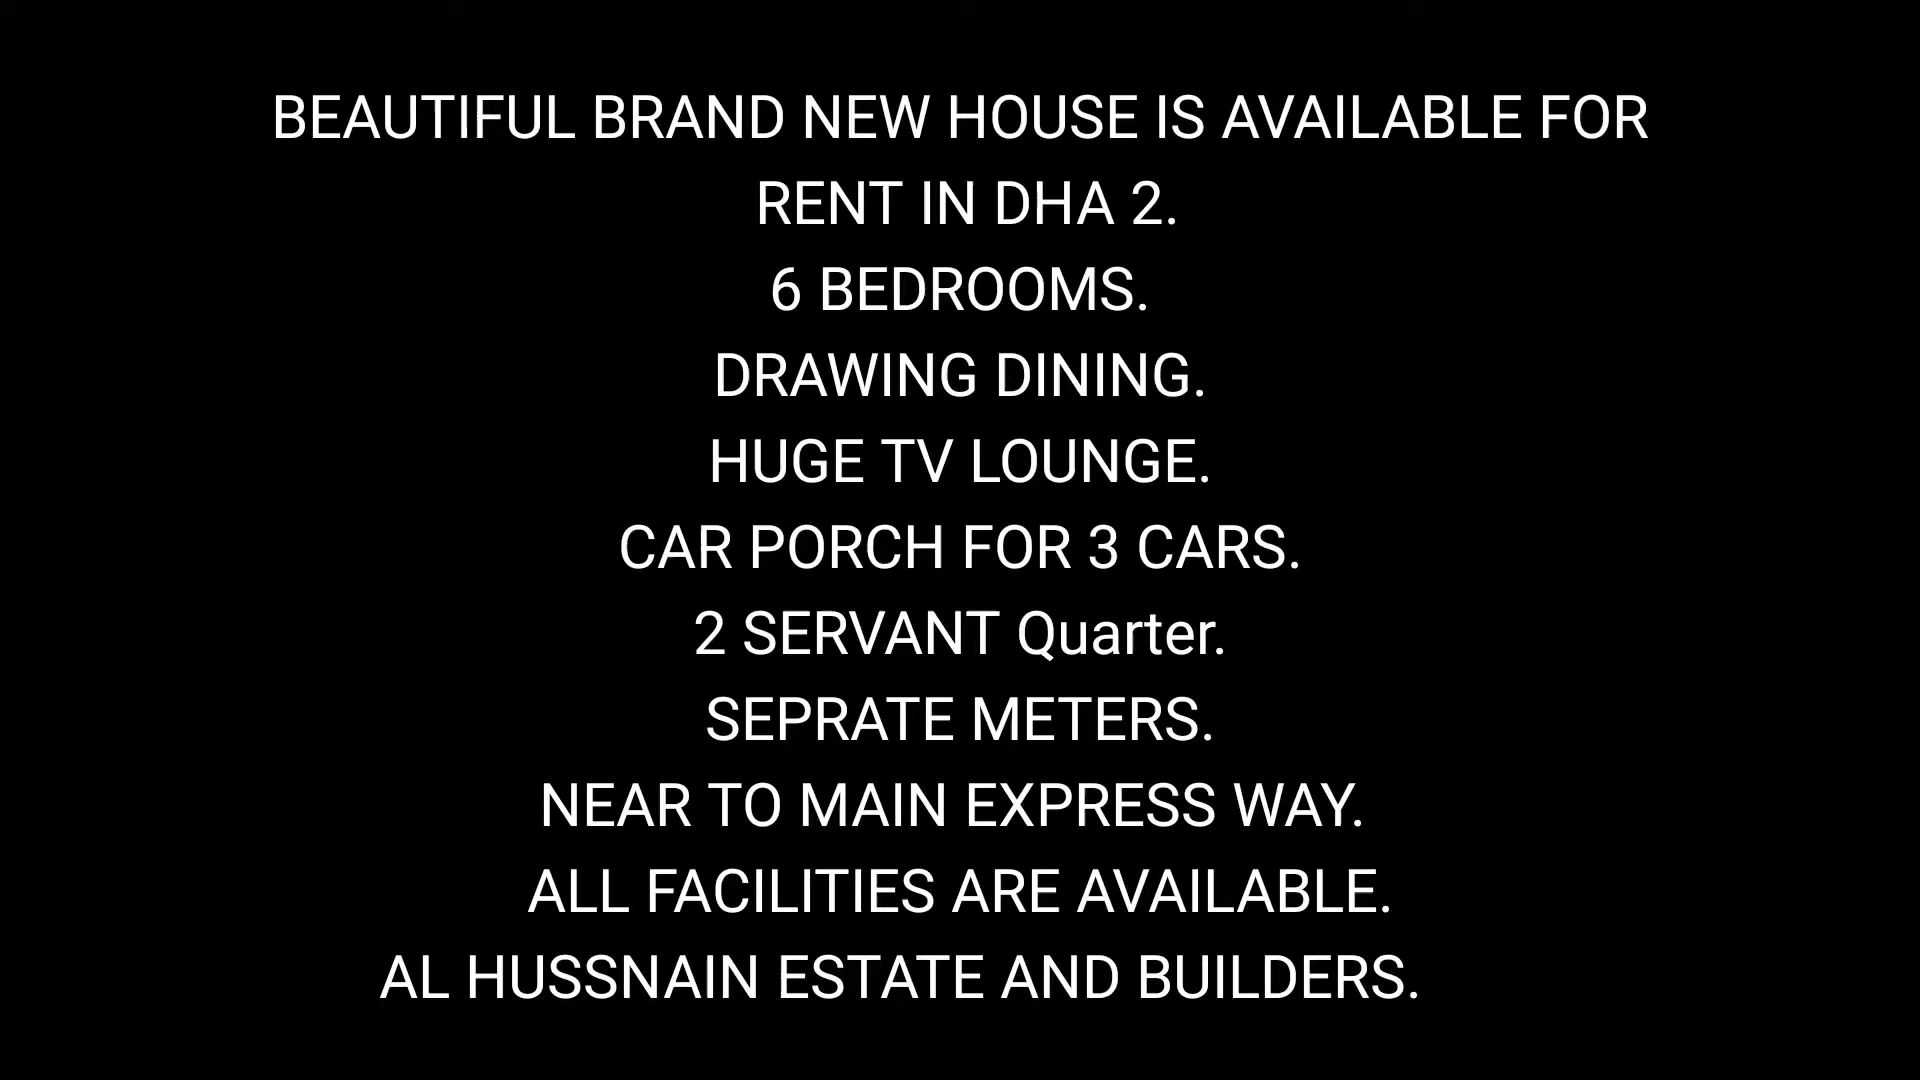 BEAUTIFUL BRAND NEW HOUSE IS AVAILABLE FOR
RENT IN DHA 2.
6 BEDROOMS.
DRAWING DINING.
HUGE TV LOUNGE.
CAR PORCH FOR 3 CARS.
2 SERVANT Quarter.
SEPRATE METERS.
NEAR TO MAIN EXPRESS WAY.
ALL FACILITIES ARE AVAILABLE.
AL HUSSNAIN ESTATE AND BUILDERS.